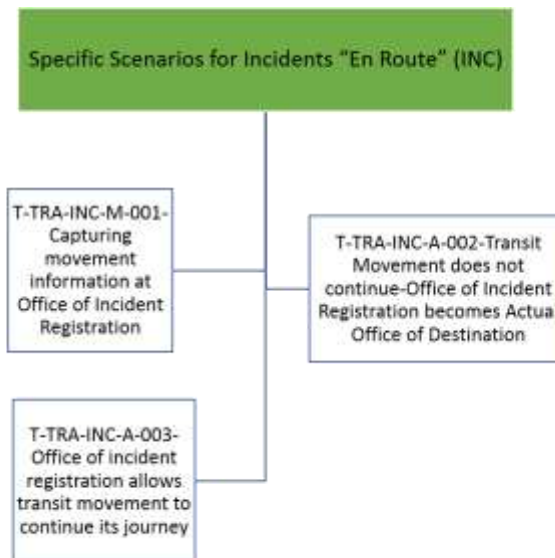 Specific Scenarios for Incidents “En Route” (INC)
T-TRA-INC-M-001-
Capturing
movement
information at
Office of Incident
Registration
T-TRA-INC-A-002-Transit
Movement does not
continue-Office of Incident
Registration becomes Actua
Office of Destination
T-TRA-INC-A-003-
Office of incident
registration allows
transit movement to
continue its journey